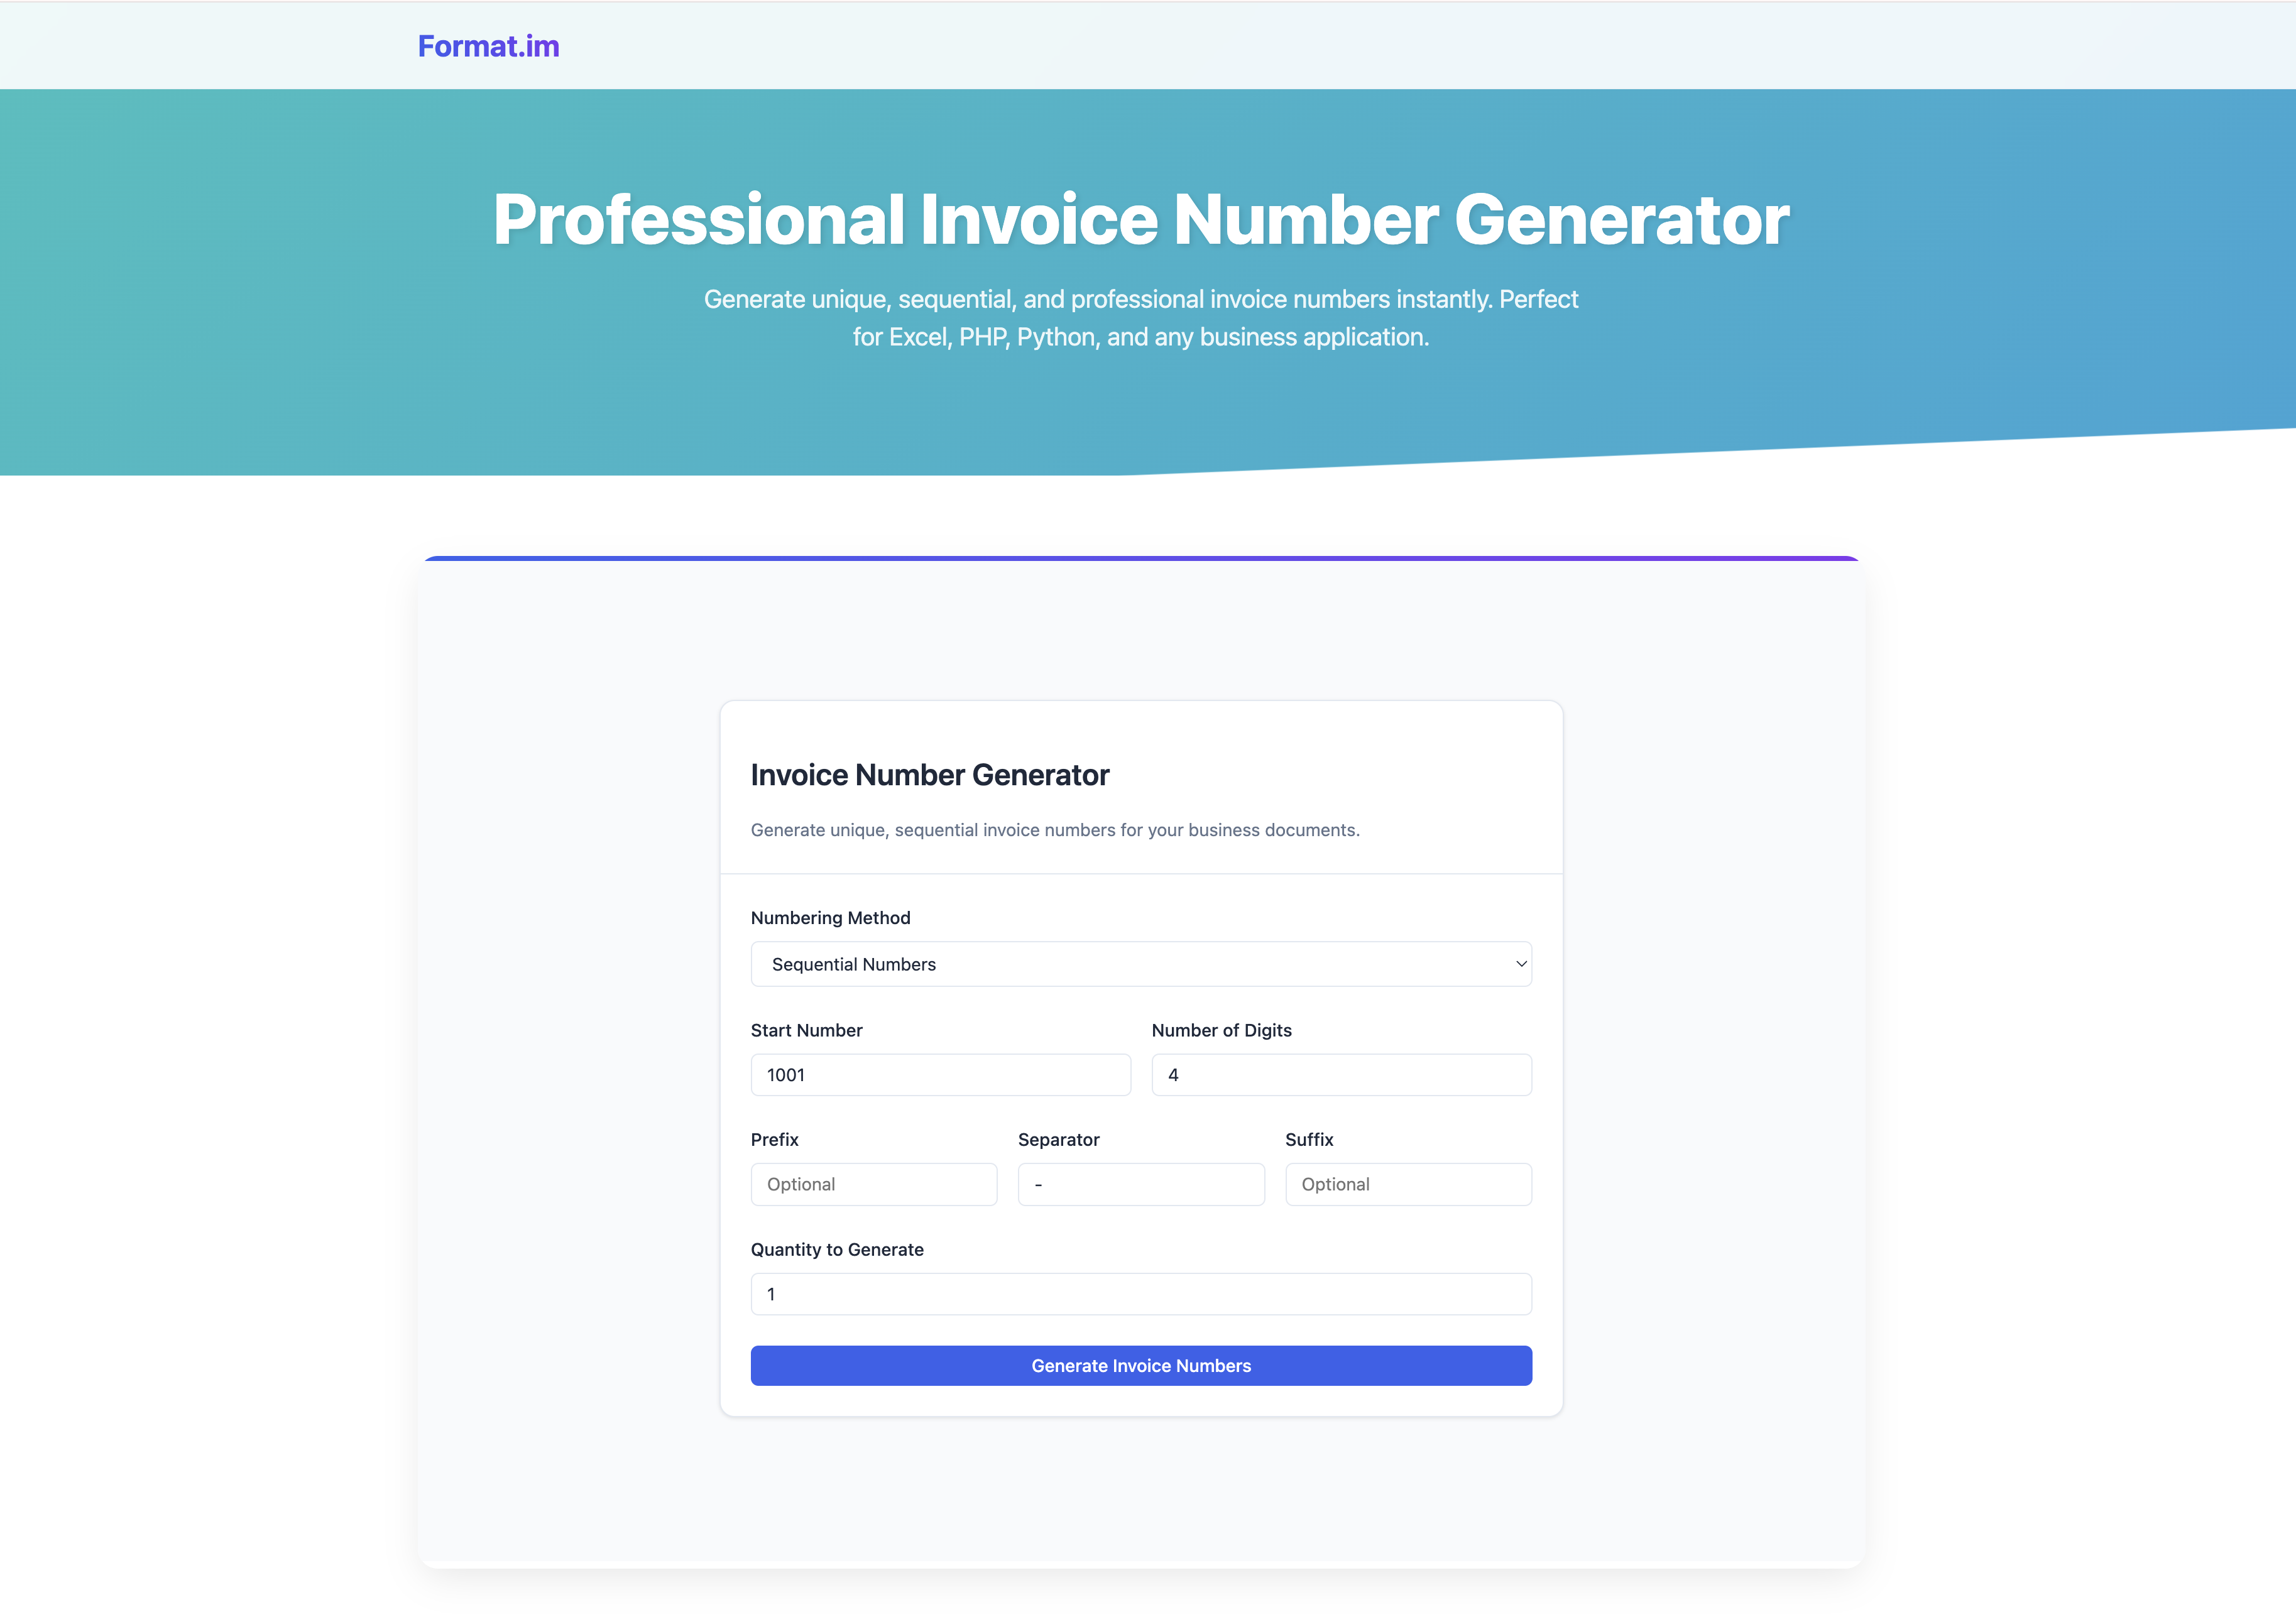 Format.im
Professional Invoice Number Generator
Generate unique, sequential, and professional invoice numbers instantly. Perfect
for Excel, PHP, Python, and any business application.
Invoice Number Generator
Generate unique, sequential invoice numbers for your business documents.
Numbering Method
Sequential Numbers
Start Number
Number of Digits
1001
4
Prefix
Separator
Suffix
Optional
-
Optional
Quantity to Generate
1
Generate Invoice Numbers